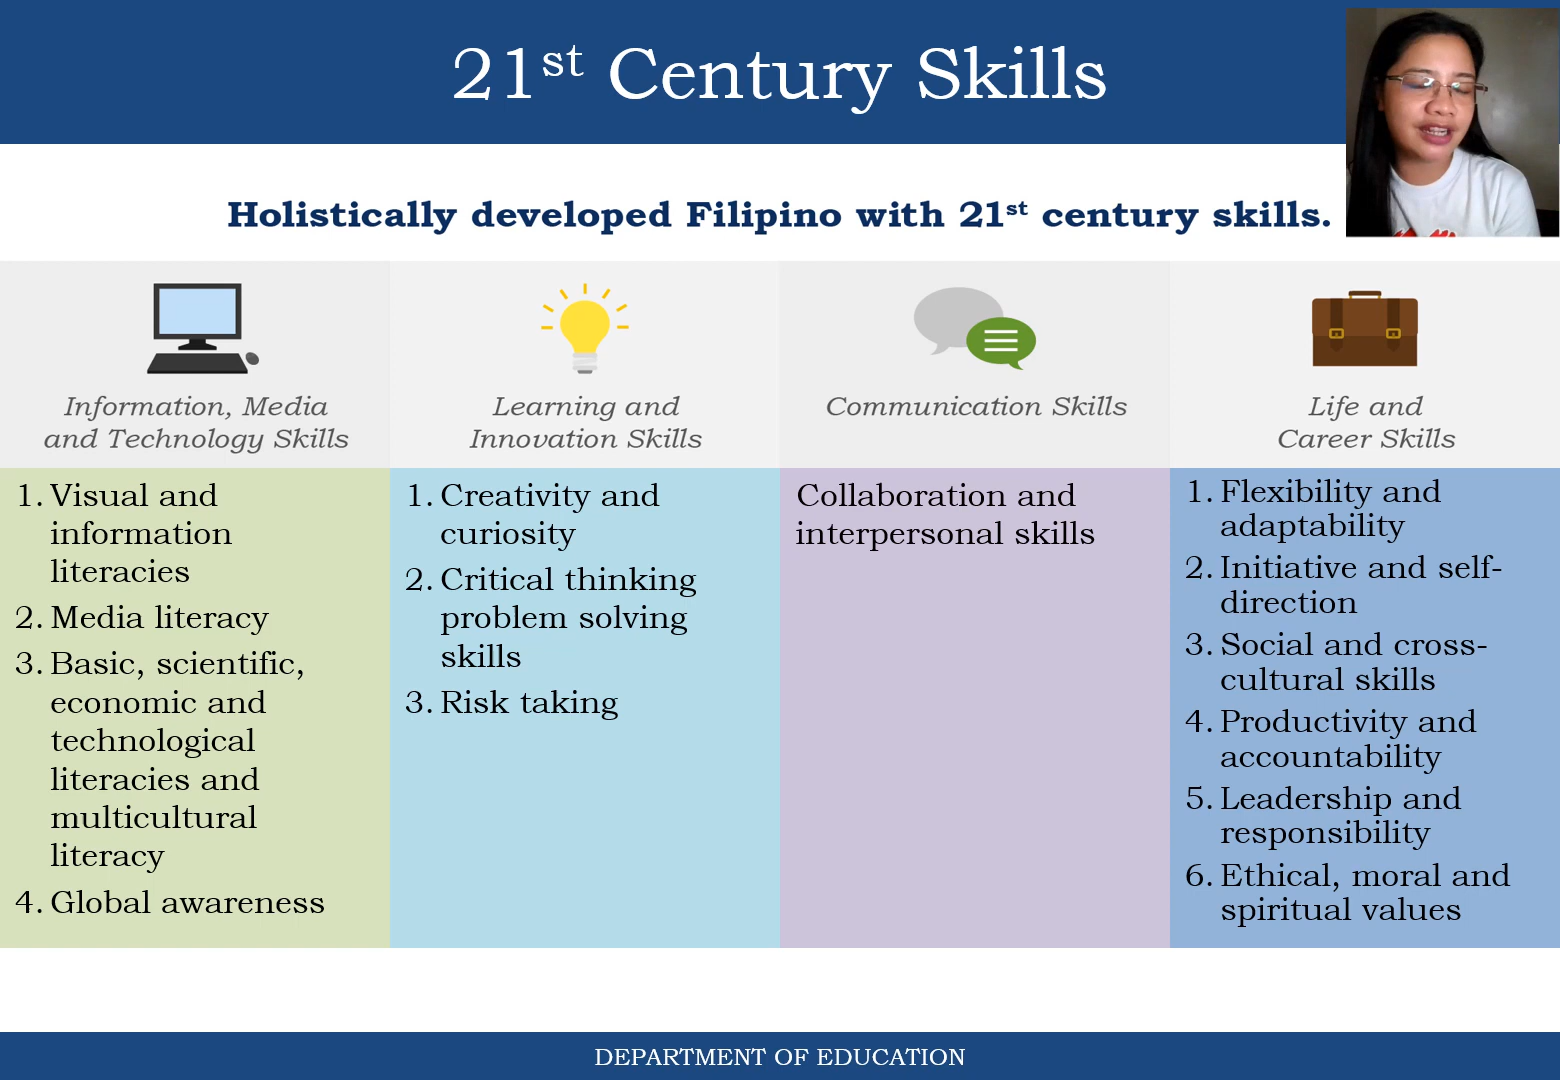 21st Century Skills
Holistically developed Filipino with 21st century skills.
Information, Media
and Technology Skills
1. Visual and
information
literacies
2. Media literacy
3. Basic, scientific,
economic and
technological
literacies and
multicultural
literacy
4. Global awareness
Learning and
Innovation Skills
1. Creativity and
curiosity
2. Critical thinking
problem solving
skills
3. Risk taking
Communication Skills
Collaboration and
interpersonal skills
Life and
Career Skills
1. Flexibility and
adaptability
2. Initiative and self-
direction
3. Social and cross-
cultural skills
4. Productivity and
accountability
5. Leadership and
responsibility
6. Ethical, moral and
spiritual values
DEPARTMENT OF EDUCATION